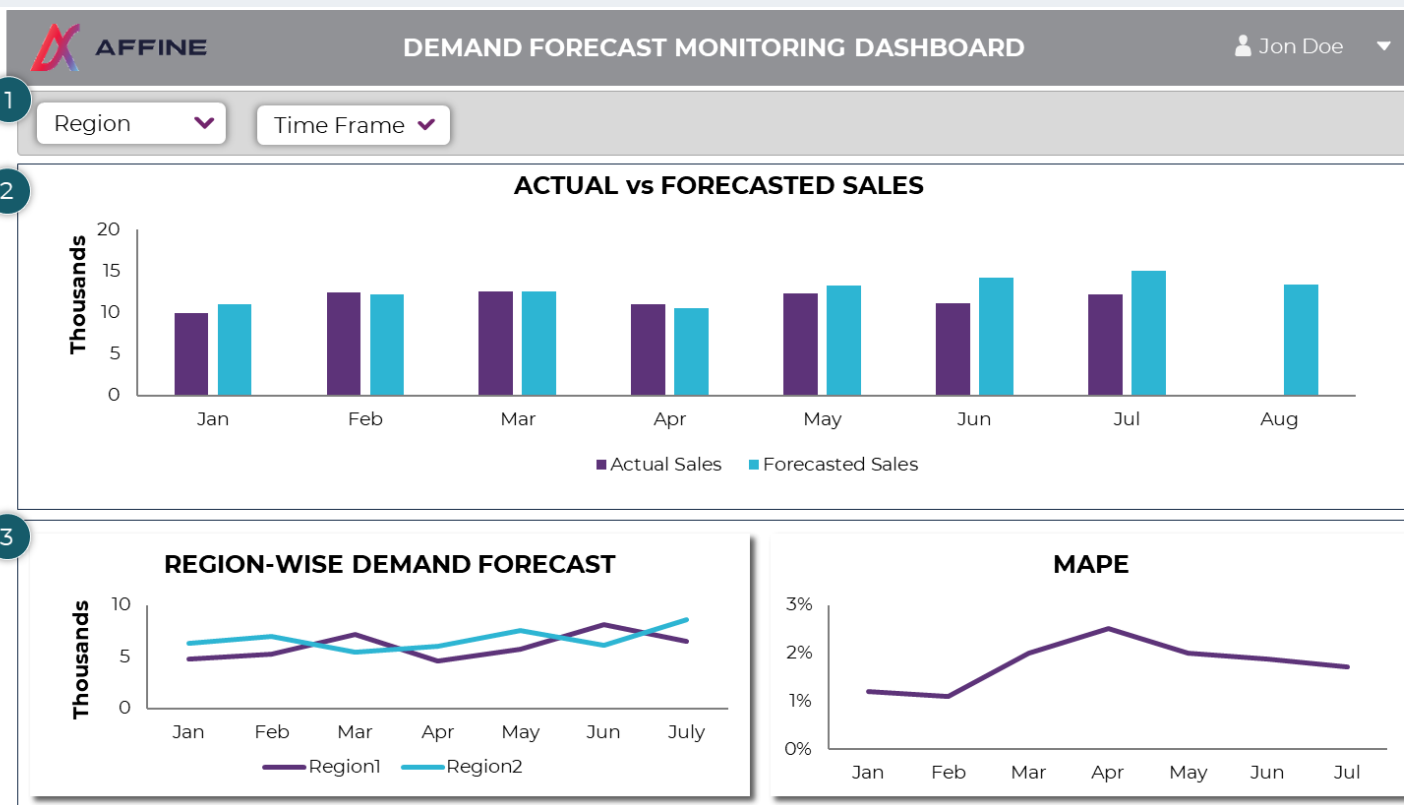 AFFINE
DEMAND FORECAST MONITORING DASHBOARD
Jon Doe
1
Region
Time Frame
2
ACTUAL vs FORECASTED SALES
Thousands
20
15
10
5
0
Jan Feb Mar Apr May Jun Jul Aug
Actual Sales Forecasted Sales
3
REGION-WISE DEMAND FORECAST
Thousands
10
5
0
Jan Feb Mar Apr May Jun July
Region1 Region2
MAPE
3%
2%
1%
0%
Jan Feb Mar Apr May Jun Jul